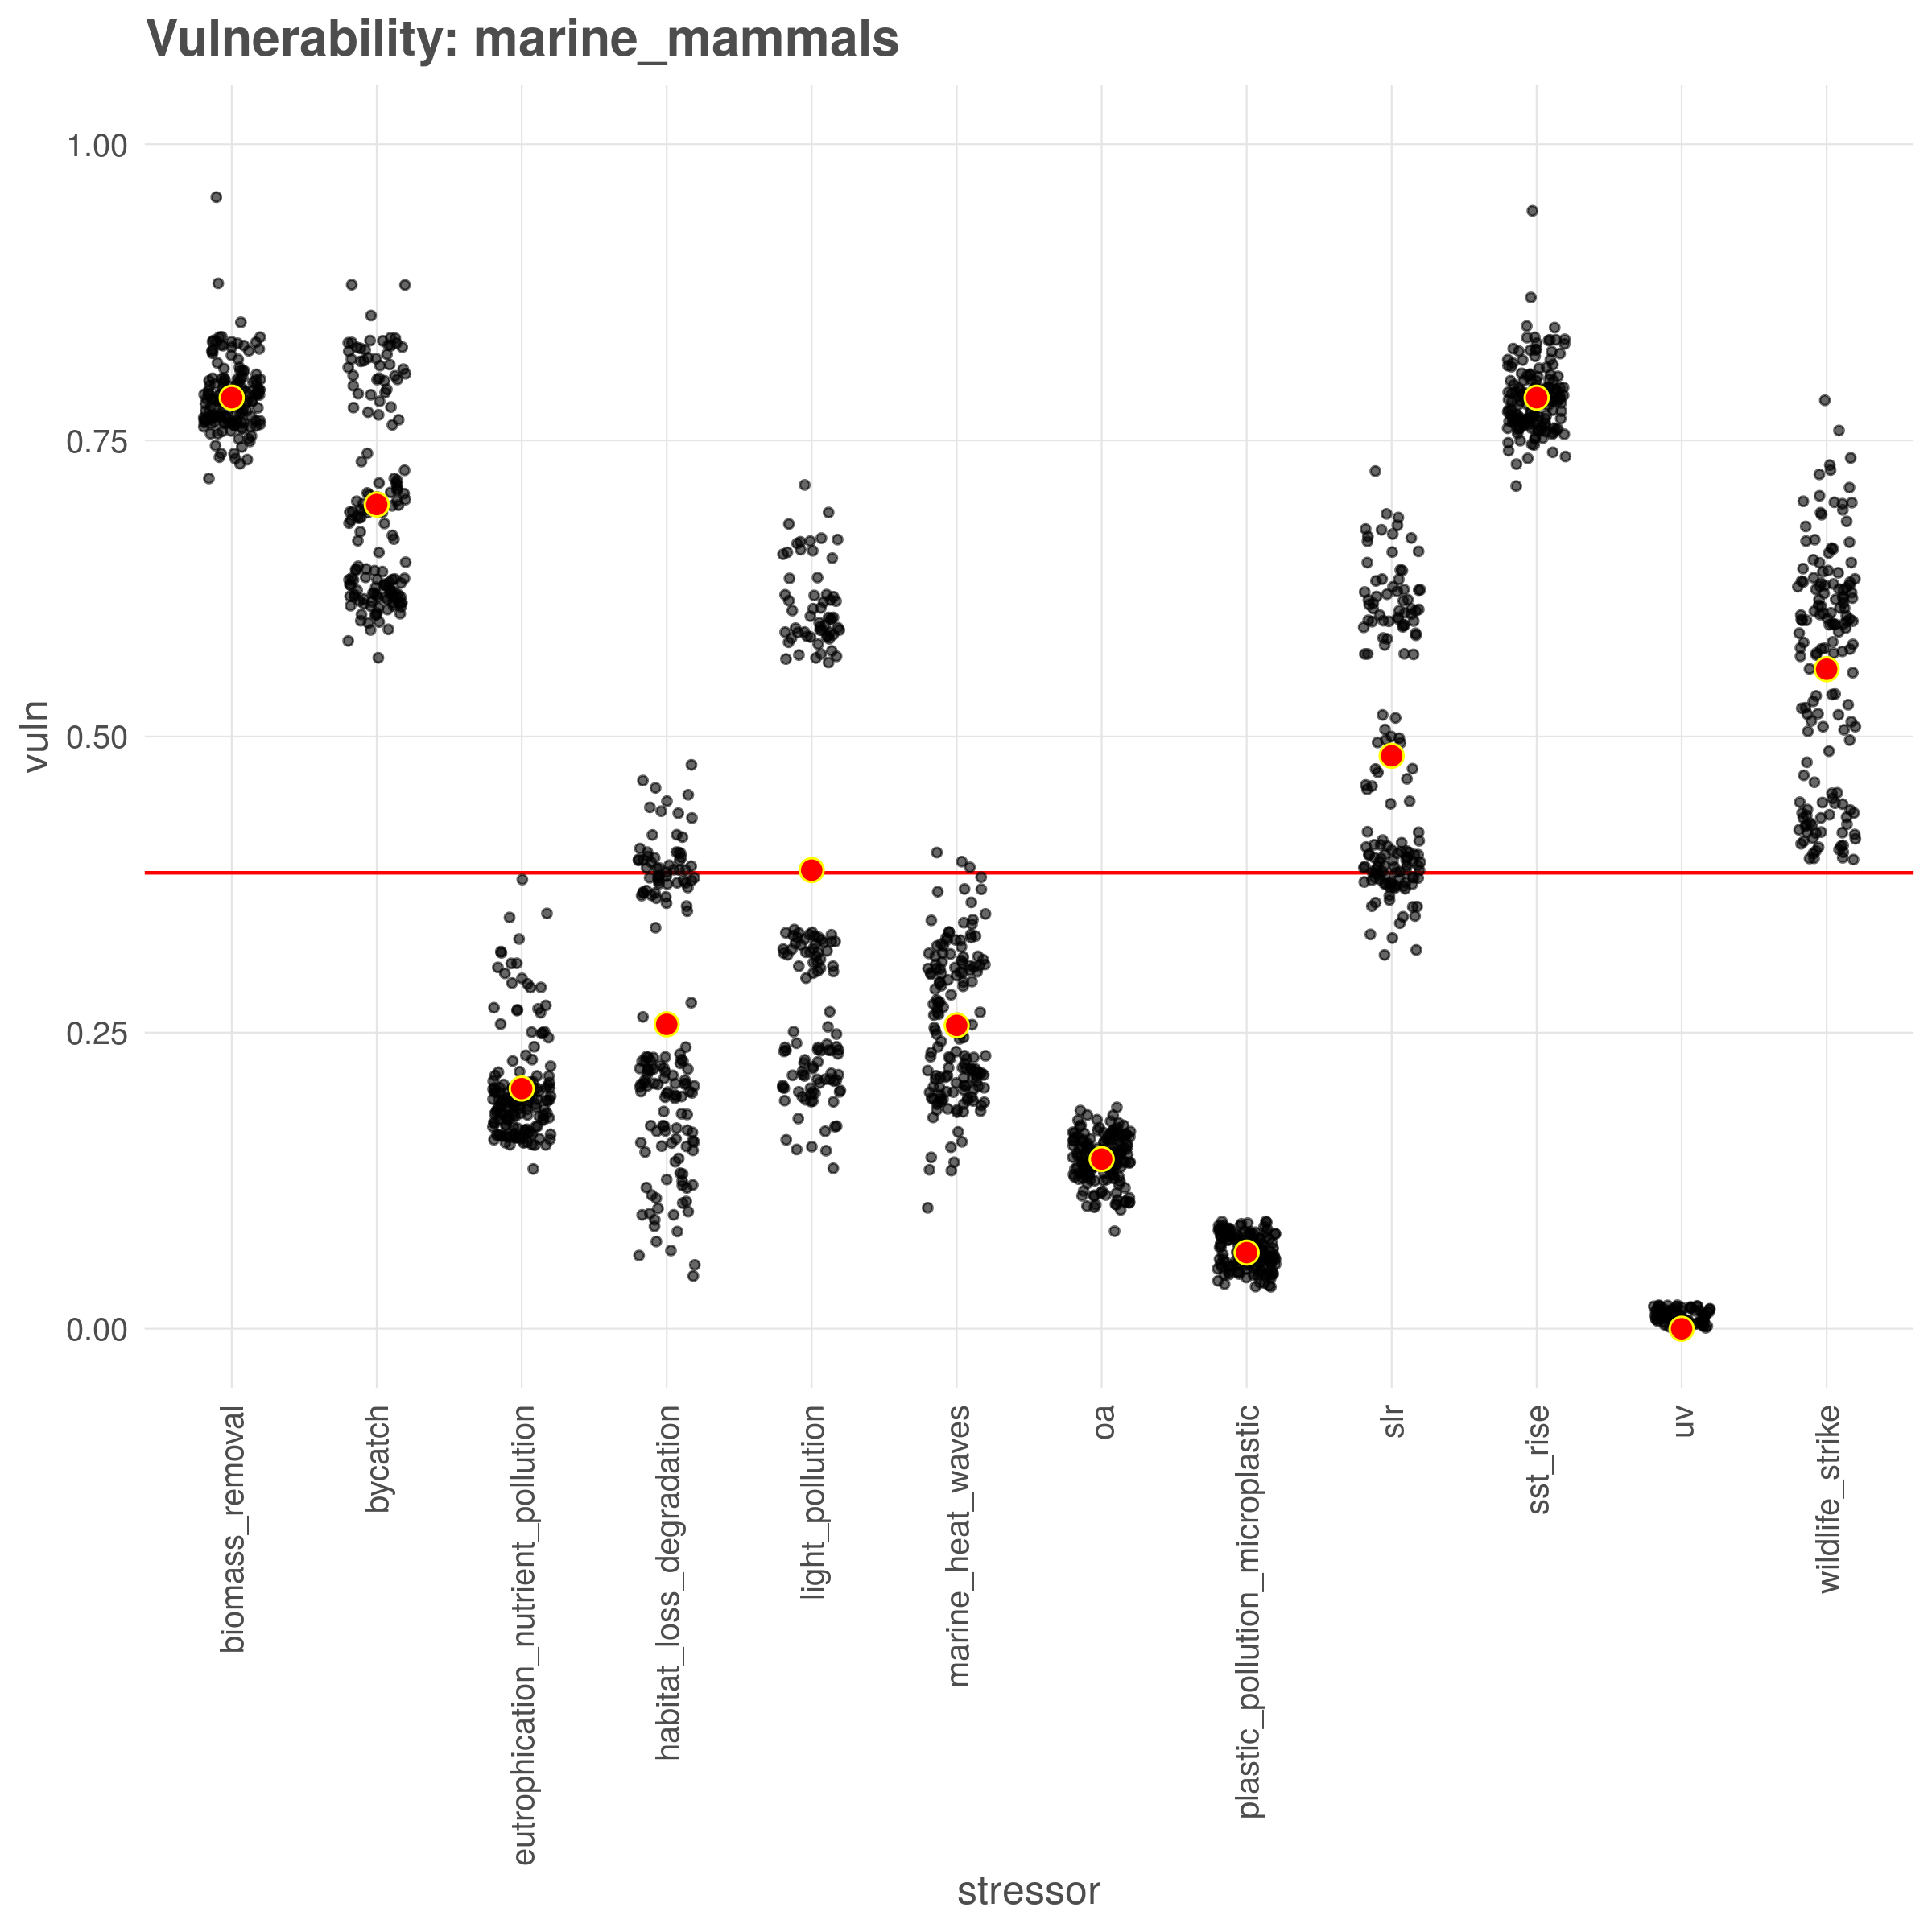 Vulnerability: marine_mammals
vuln
1.00
0.75
0.50
0.25
0.00
biomass_removal
bycatch
eutrophication_nutrient_pollution
habitat_loss_degradation
light_pollution
marine_heat_waves
oa
plastic_pollution_microplastic
slr
sst_rise
uv
wildlife_strike
stressor